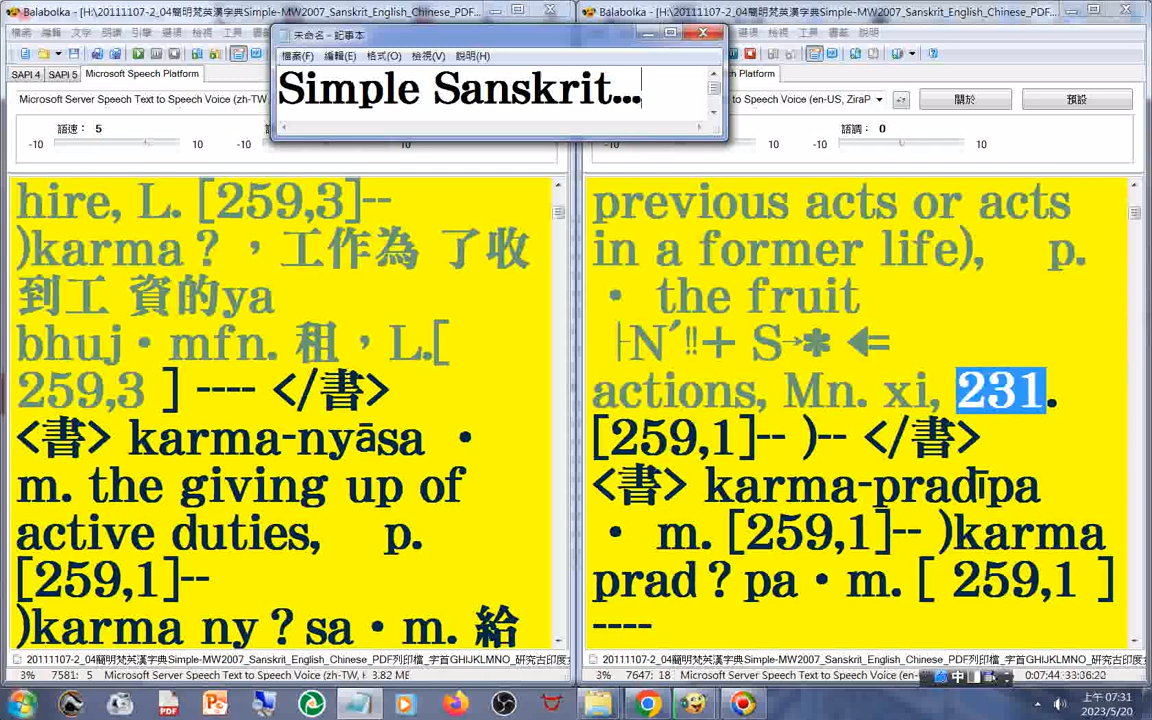 Balabolka - [H:\20111107-2_04簡明梵英漢字典Simple-MW2007_Sanskrit_English_Chinese_PDF...
Balabolka - [H:\20111107-2_04簡明梵英漢字典Simple-MW2007_Sanskrit_English_Chinese_PDF...
未命名 - 記事本
檔案(F) 編輯(E) 格式(O) 檢視(V) 說明(H)
Simple Sanskrit...
SAPI 4 SAPI 5 Microsoft Speech Platform
Microsoft Server Speech Text to Speech Voice (zh-TW,
語速： 5
-10 10 -10 10
hire, L. [259,3]--
)karma？，工作為 了收
到工 資的ya
bhuj·mfn. 租，L.[
259,3 ] ---- </書>
<書> karma-nyāsa ·
m. the giving up of
active duties, p.
[259,1]--
)karma ny？sa·m. 給
20111107-2_04簡明梵英漢字典Simple-MW2007_Sanskrit_English_Chinese_PDF列印檔_字首GHIJKLMNO_研究古印度
3% 7581: 5 Microsoft Server Speech Text to Speech Voice (zh-TW, H 3.82 MB
Platform
to Speech Voice (en-US, ZiraP 關於 預設
語調： 0
-10 10
previous acts or acts
in a former life), p.
· the fruit
├N´‼+ S→✱ ⇐
actions, Mn. xi, 231.
[259,1]-- )-- </書>
<書> karma-pradīpa
· m. [259,1]-- )karma
prad？pa·m. [ 259,1 ]
----
20111107-2_04簡明梵英漢字典Simple-MW2007_Sanskrit_English_Chinese_PDF列印檔_字首GHIJKLMNO_研究古印度
3% 7647: 18 Microsoft Server Speech Text to Speech Voice 中 0:07:44 33:36:20
上午 07:31
2023/5/20